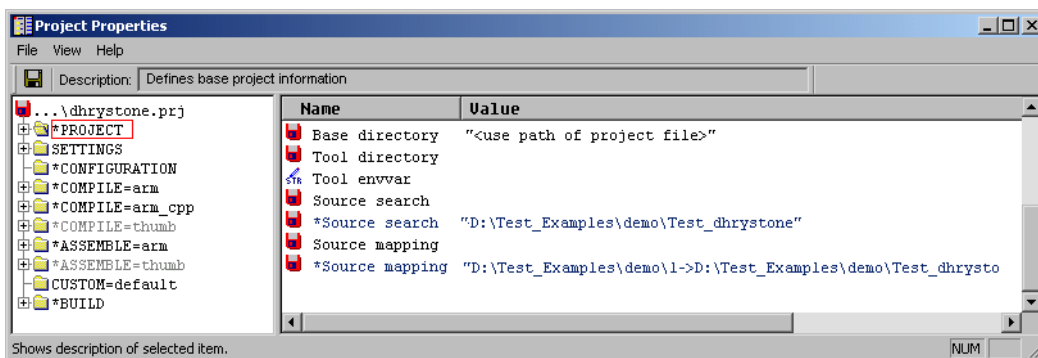 Project Properties
File View Help
Description: Defines base project information
...\dhrystone.prj
*PROJECT
SETTINGS
*CONFIGURATION
*COMPILE=arm
*COMPILE=arm_cpp
*COMPILE=thumb
*ASSEMBLE=arm
*ASSEMBLE=thumb
CUSTOM=default
*BUILD
Name Value
Base directory "<use path of project file>"
Tool directory
STR Tool envvar
Source search
*Source search "D:\Test_Examples\demo\Test_dhrystone"
Source mapping
*Source mapping "D:\Test_Examples\demo\1->D:\Test_Examples\demo\Test_dhrysto
Shows description of selected item.
NUM